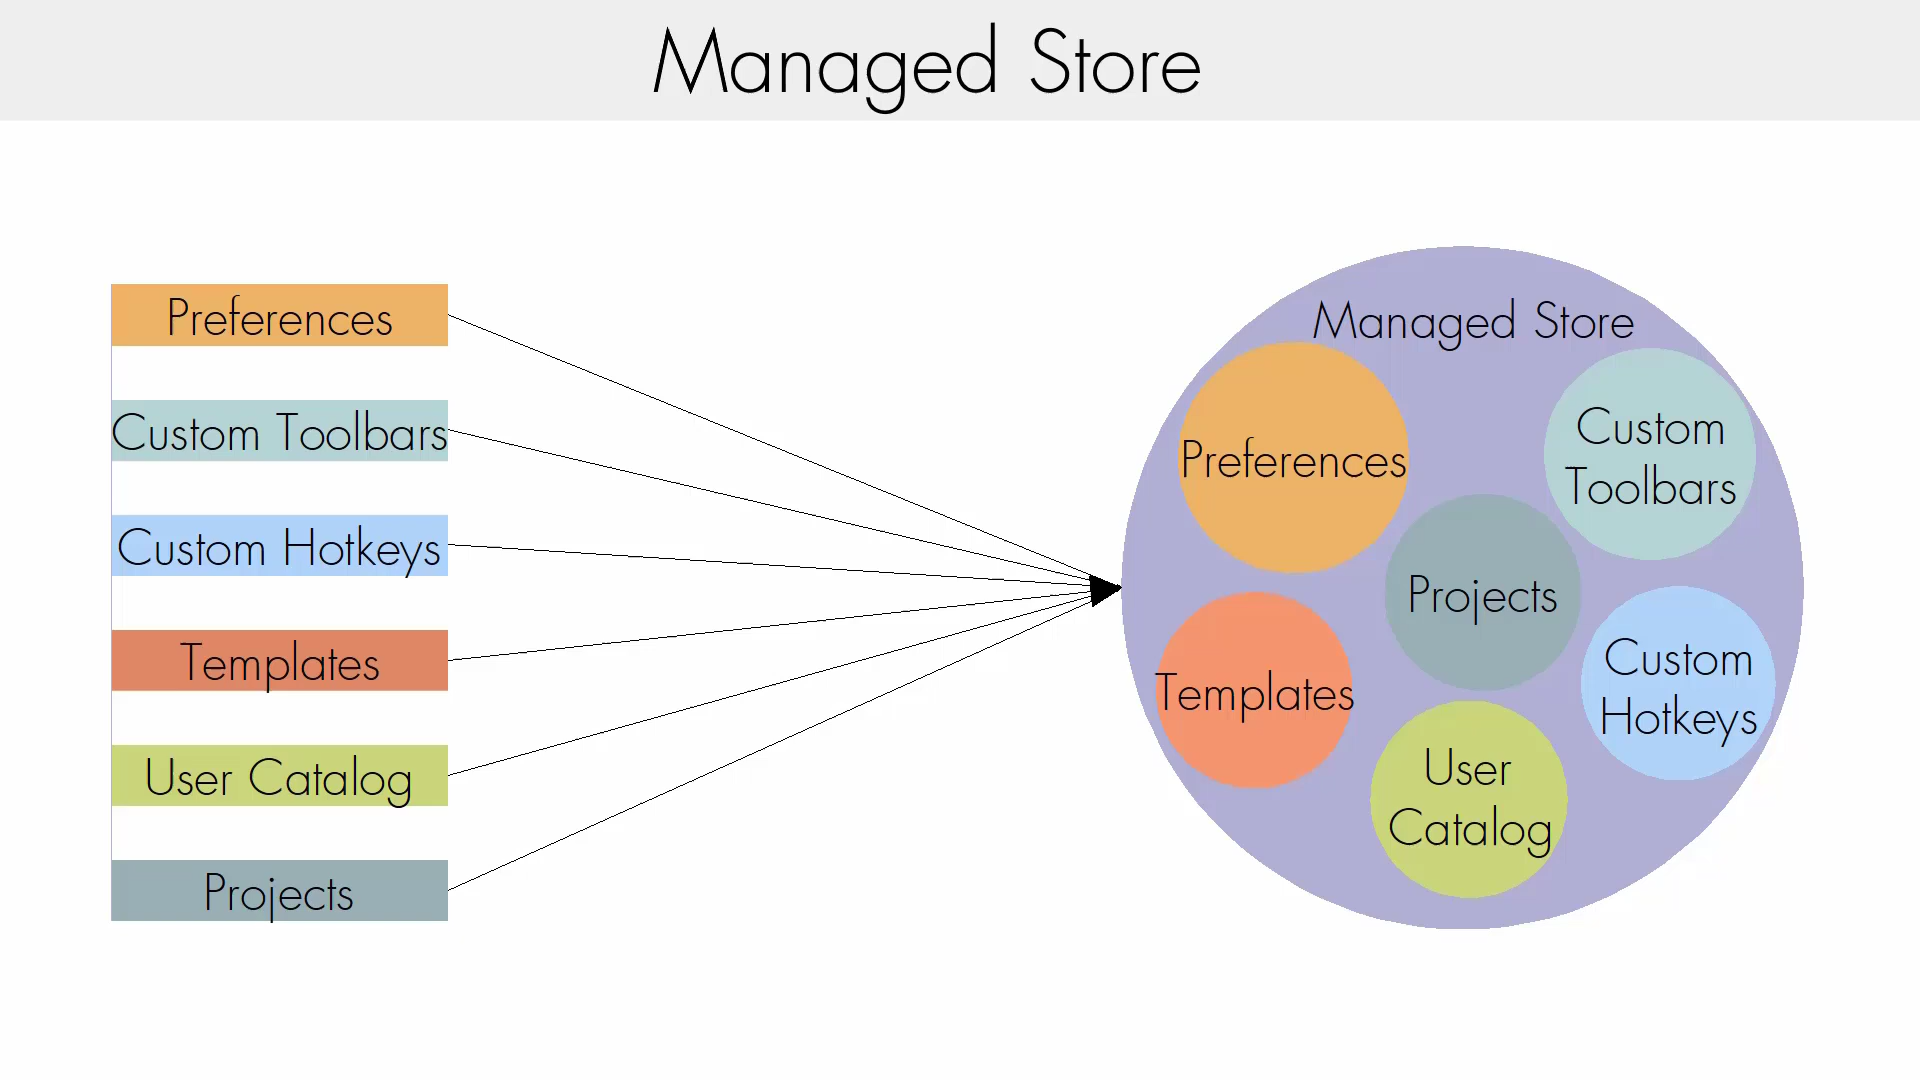 Managed Store
Preferences
Custom Toolbars
Custom Hotkeys
Templates
User Catalog
Projects
Managed Store
Preferences
Custom
Toolbars
Projects
Templates
Custom
Hotkeys
User
Catalog